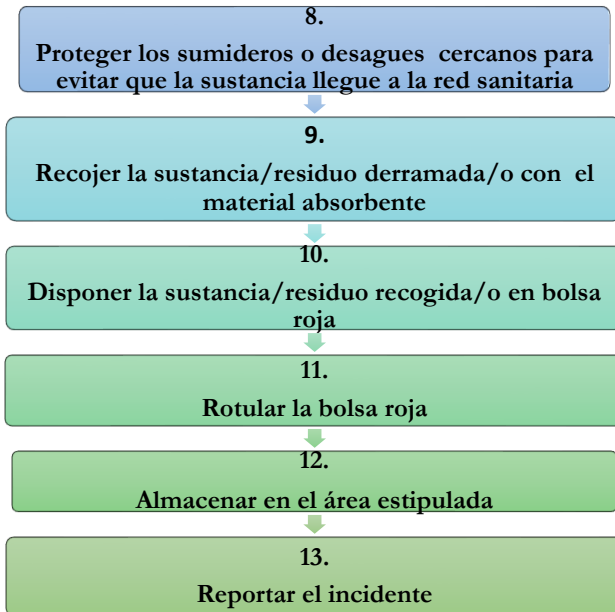 8.
Proteger los sumideros o desagues cercanos para
evitar que la sustancia llegue a la red sanitaria
9.
Recojer la sustancia/residuo derramada/o con el
material absorbente
10.
Disponer la sustancia/residuo recogida/o en bolsa
roja
11.
Rotular la bolsa roja
12.
Almacenar en el área estipulada
13.
Reportar el incidente